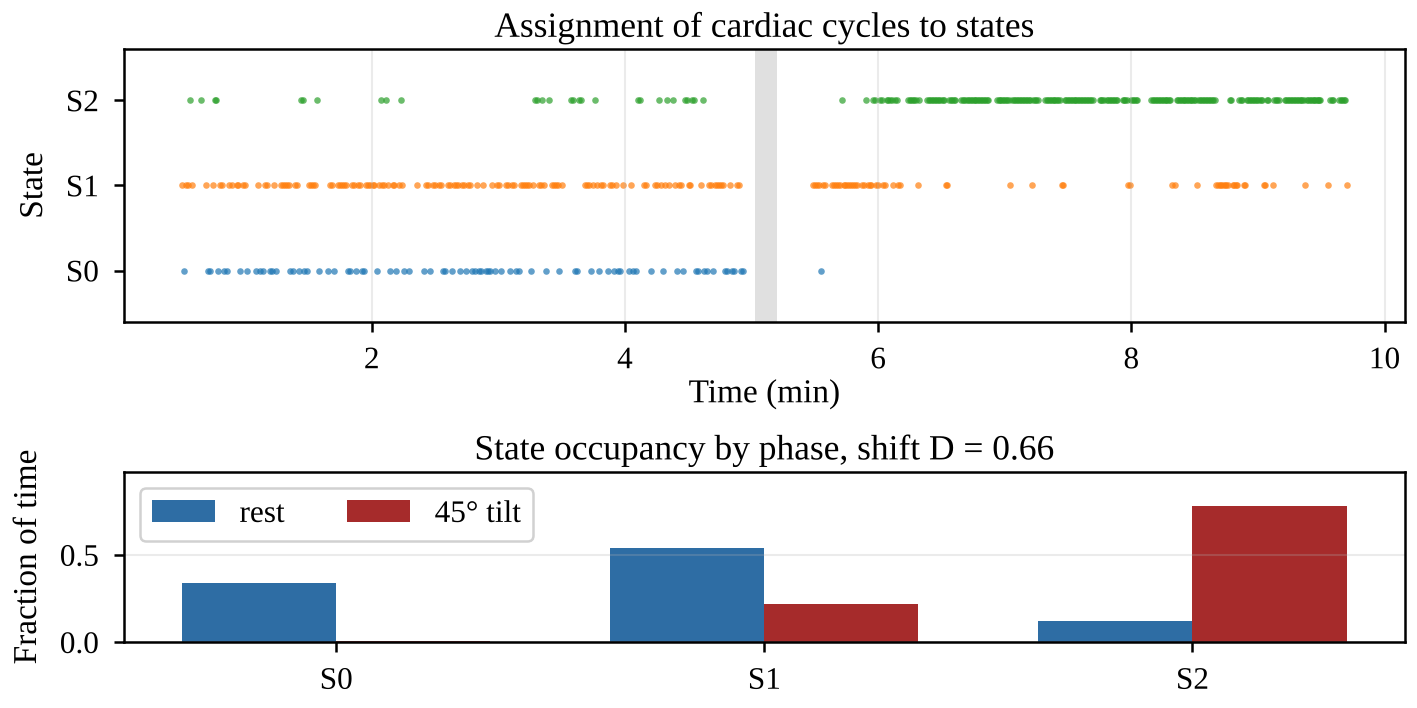 Assignment of cardiac cycles to states
State
S2
S1
S0
2 4 6 8 10
Time (min)
State occupancy by phase, shift D = 0.66
Fraction of time
rest 45° tilt
0.5
0.0
S0 S1 S2